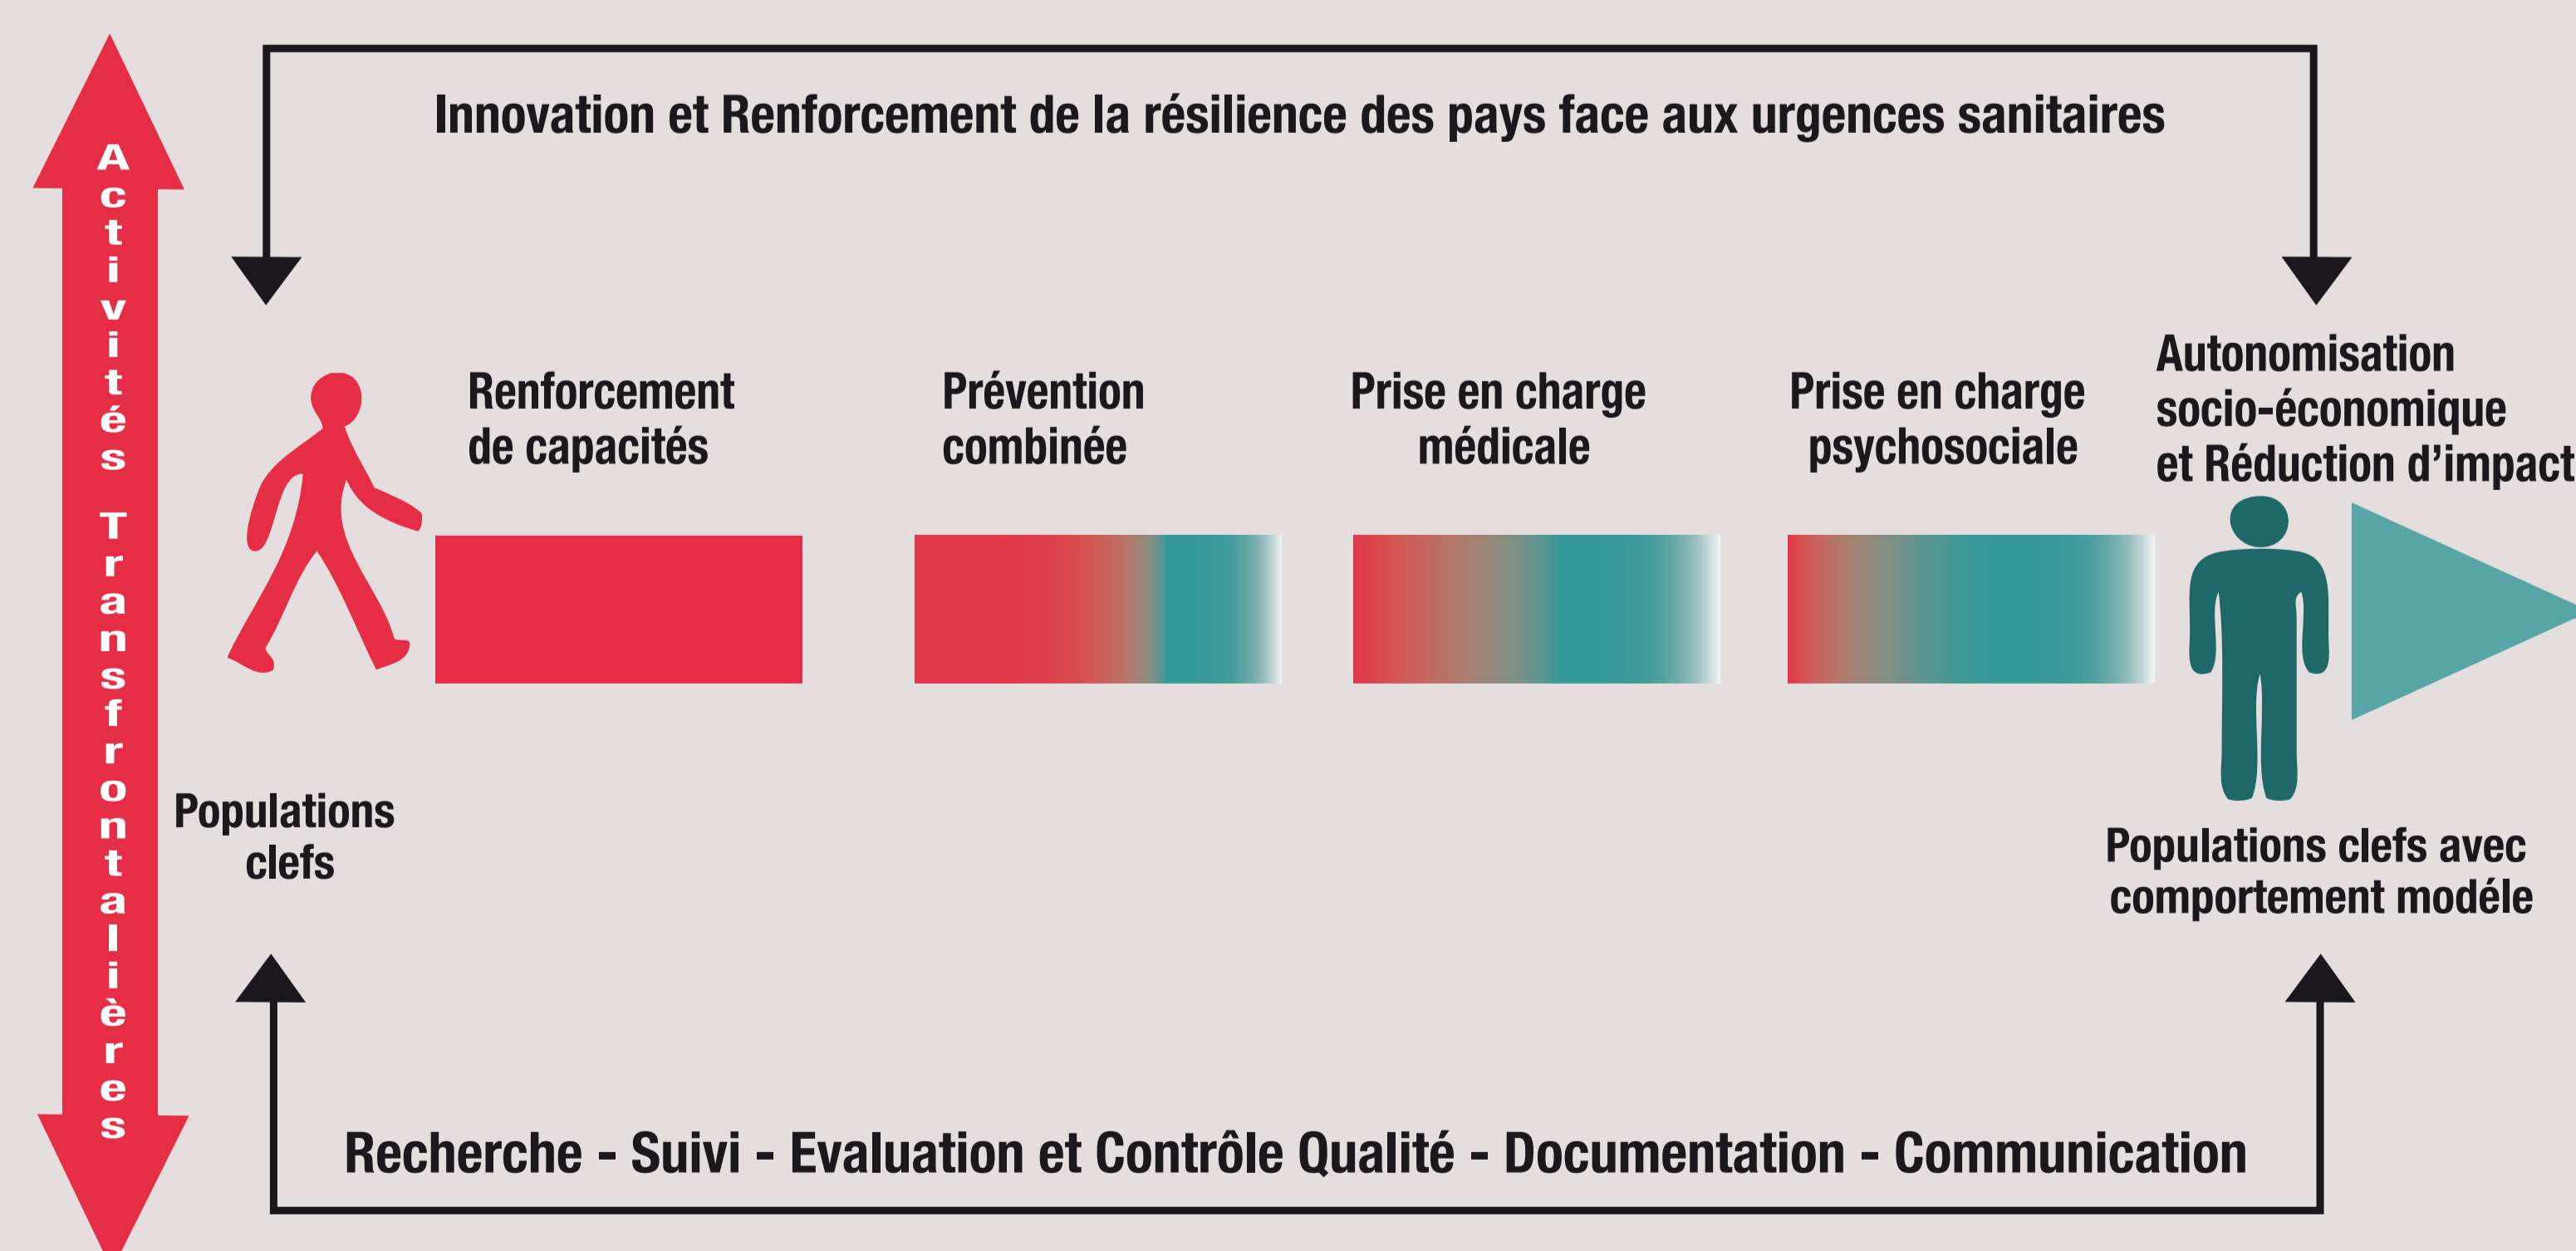 Activités Transfrontalières
Innovation et Renforcement de la résilience des pays face aux urgences sanitaires
Renforcement
de capacités
Prévention
combinée
Prise en charge
médicale
Prise en charge
psychosociale
Autonomisation
socio-économique
et Réduction d’impact
Populations
clefs
Populations clefs avec
comportement modéle
Recherche - Suivi - Evaluation et Contrôle Qualité - Documentation - Communication